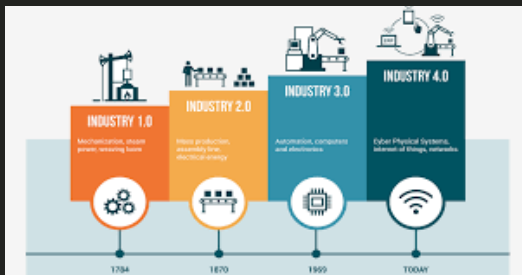 INDUSTRY 1.0
Mechanization, steam
power, weaving loom
INDUSTRY 2.0
Mass production,
assembly line,
electrical energy
INDUSTRY 3.0
Automation, computers
and electronics
INDUSTRY 4.0
Cyber Physical Systems,
internet of things, networks
1784
1870
1969
TODAY